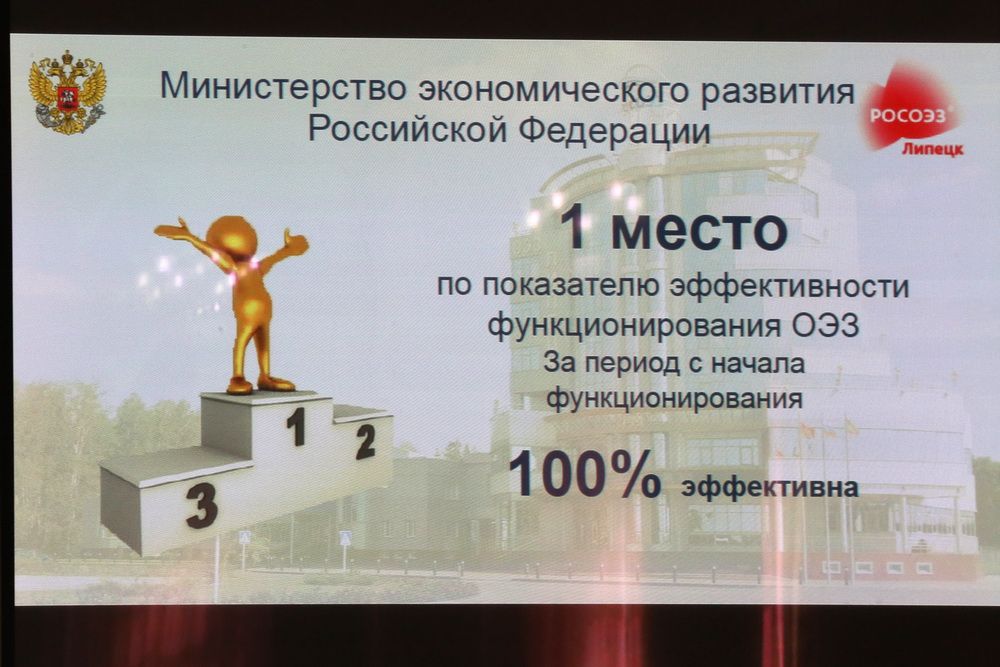 Министерство экономического развития
Российской Федерации
РОСОЭЗ
Липецк
1 место
по показателю эффективности
функционирования ОЭЗ
За период с начала
функционирования
100% эффективна
1
2
3